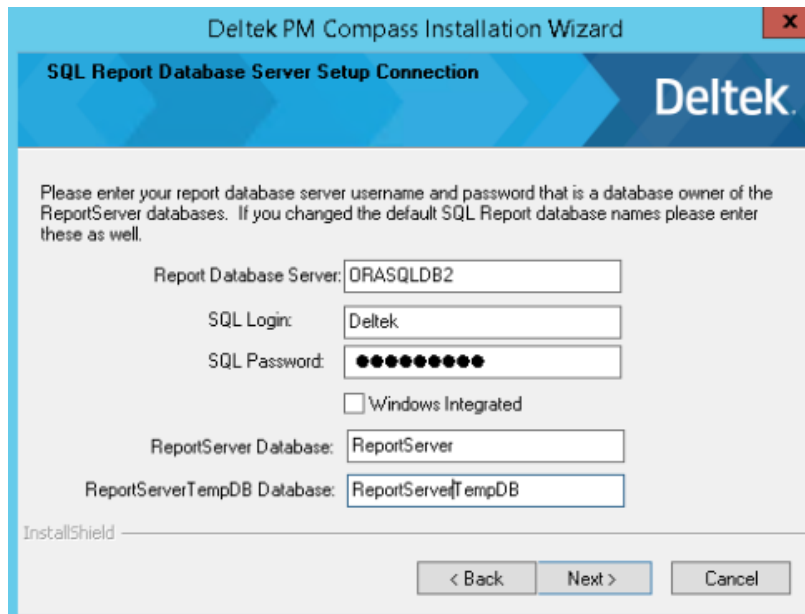 Deltek PM Compass Installation Wizard
x
SQL Report Database Server Setup Connection
Deltek.
Please enter your report database server username and password that is a database owner of the
ReportServer databases. If you changed the default SQL Report database names please enter
these as well.
Report Database Server: ORASQLDB2
SQL Login: Deltek
SQL Password: ●●●●●●●●●
Windows Integrated
ReportServer Database: ReportServer
ReportServerTempDB Database: ReportServerTempDB
InstallShield
< Back Next > Cancel